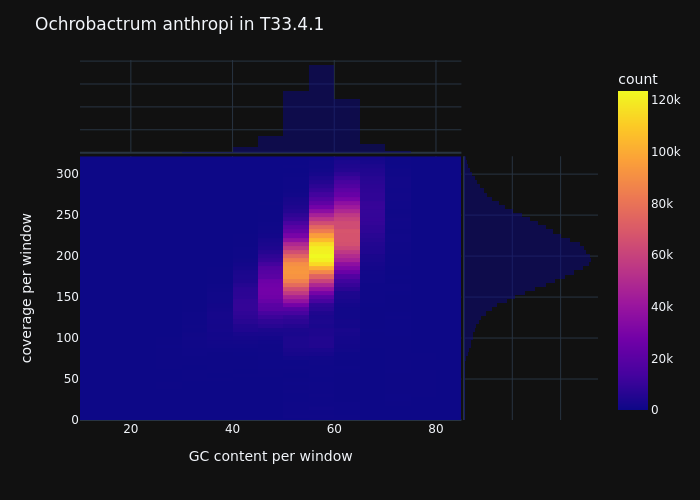 Ochrobactrum anthropi in T33.4.1
count
120k
100k
80k
60k
40k
20k
0
300
250
200
150
100
50
0
coverage per window
20
40
60
80
GC content per window